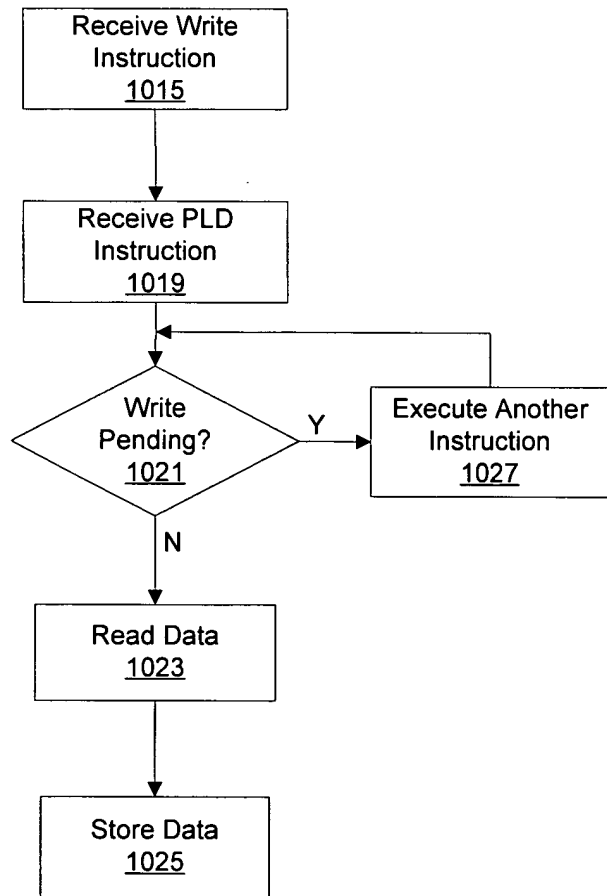 Receive Write
Instruction
1015
Receive PLD
Instruction
1019
Write
Pending?
1021
Y
Execute Another
Instruction
1027
N
Read Data
1023
Store Data
1025